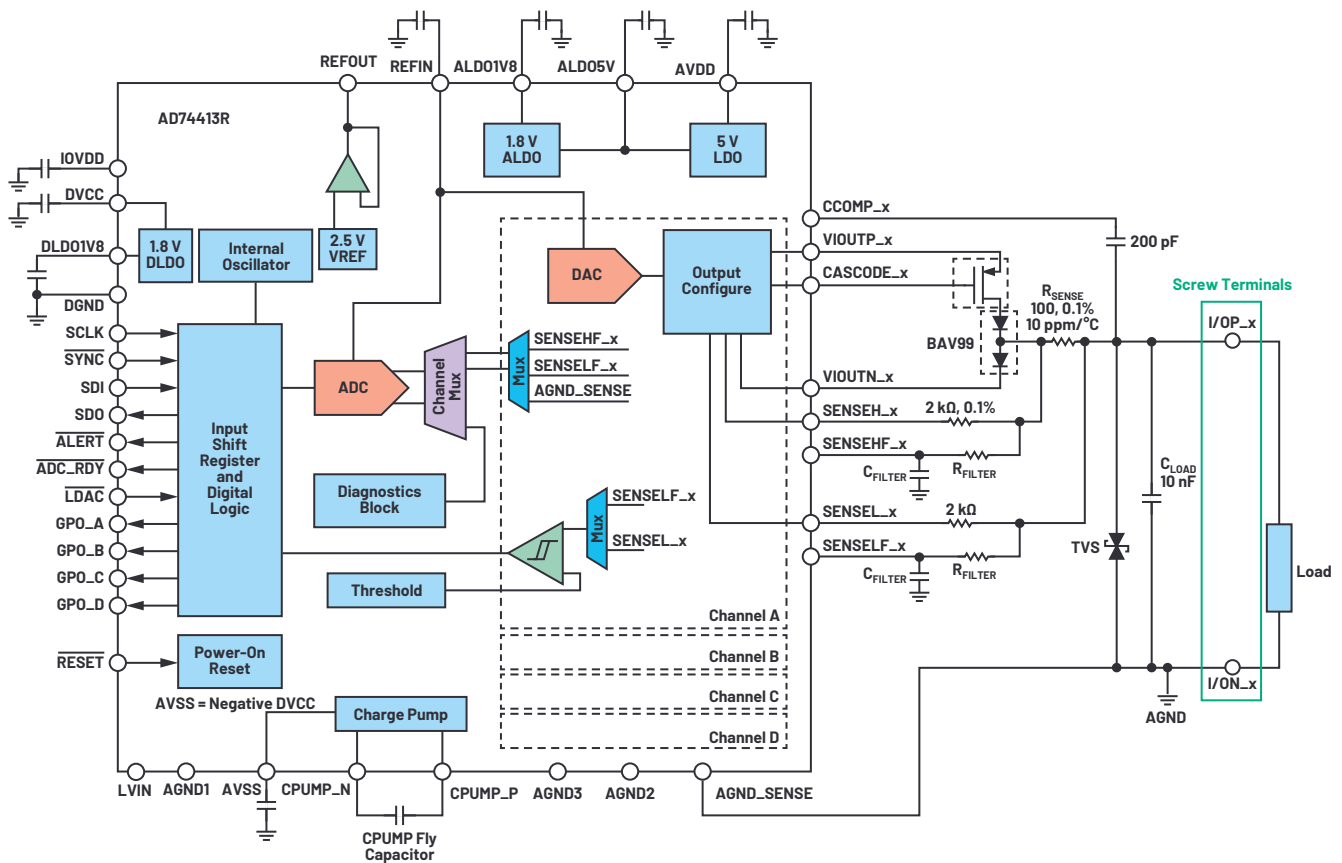 REFOUT
REFIN
ALDO1V8
ALDO5V
AVDD
AD74413R
IOVDD
DVCC
DLDO1V8
DGND
1.8 V
DLDO
Internal
Oscillator
2.5 V
VREF
1.8 V
ALDO
5 V
LDO
SCLK
SYNC
SDI
SDO
ALERT
ADC_RDY
LDAC
GPO_A
GPO_B
GPO_C
GPO_D
RESET
Input
Shift
Register
and
Digital
Logic
Power-On
Reset
ADC
Channel
Mux
Mux
SENSEHF_x
SENSELF_x
AGND_SENSE
DAC
Output
Configure
Diagnostics
Block
Threshold
Mux
SENSELF_x
SENSEL_x
Channel A
Channel B
Channel C
Channel D
AVSS = Negative DVCC
Charge Pump
LVIN
AGND1
AVSS
CPUMP_N
CPUMP_P
AGND3
AGND2
AGND_SENSE
CPUMP Fly
Capacitor
CCOMP_x
VIOUTP_x
CASCODE_x
VIOUTN_x
SENSEH_x
SENSEHF_x
SENSEL_x
SENSELF_x
200 pF
BAV99
RSENSE
100, 0.1%
10 ppm/°C
2 kΩ, 0.1%
CFILTER
RFILTER
2 kΩ
CFILTER
RFILTER
TVS
CLOAD
10 nF
Screw Terminals
I/OP_x
Load
I/ON_x
AGND